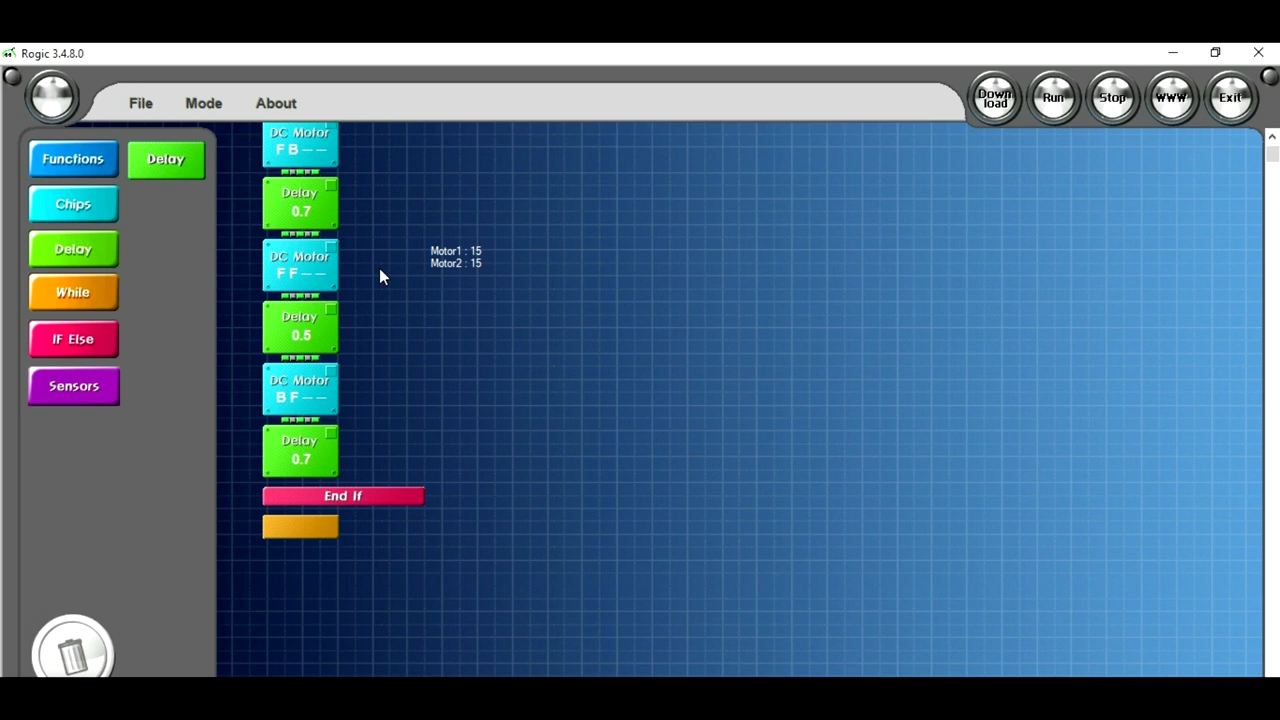 Rogic 3.4.8.0
File Mode About
Down load Run Stop WWW Exit
Functions
Chips
Delay
While
IF Else
Sensors
Delay
DC Motor
F B – –
Delay
0.7
DC Motor
F F – –
Delay
0.5
DC Motor
B F – –
Delay
0.7
End If
Motor1 : 15
Motor2 : 15